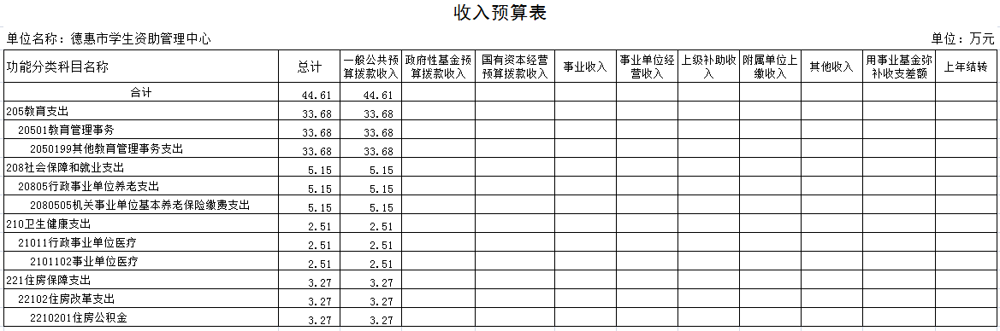 收入预算表
单位名称：德惠市学生资助管理中心 单位：万元
功能分类科目名称 总计 一般公共预算拨款收入 政府性基金预算拨款收入 国有资本经营预算拨款收入 事业收入 事业单位经营收入 上级补助收入 附属单位上缴收入 其他收入 用事业基金弥补收支差额 上年结转
合计 44.61 44.61
205教育支出 33.68 33.68
20501教育管理事务 33.68 33.68
2050199其他教育管理事务支出 33.68 33.68
208社会保障和就业支出 5.15 5.15
20805行政事业单位养老支出 5.15 5.15
2080505机关事业单位基本养老保险缴费支出 5.15 5.15
210卫生健康支出 2.51 2.51
21011行政事业单位医疗 2.51 2.51
2101102事业单位医疗 2.51 2.51
221住房保障支出 3.27 3.27
22102住房改革支出 3.27 3.27
2210201住房公积金 3.27 3.27